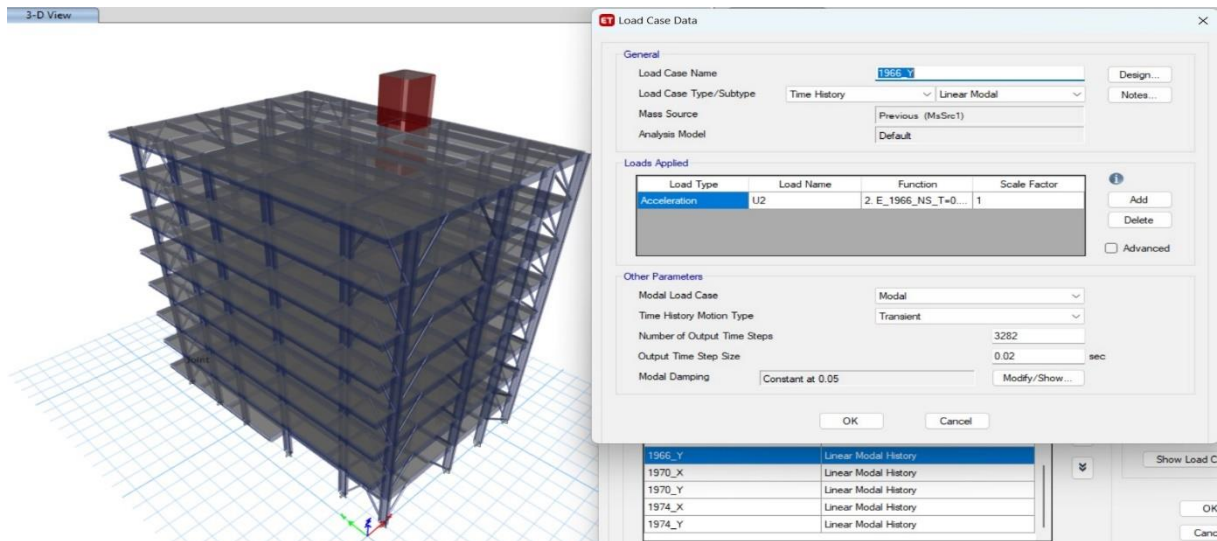 3-D View
ET Load Case Data
General
Load Case Name 1966_Y Design...
Load Case Type/Subtype Time History Linear Modal Notes...
Mass Source Previous (MsSrc1)
Analysis Model Default
Loads Applied
Load Type Load Name Function Scale Factor
Acceleration U2 2. E_1966_NS_T=0.... 1
Add
Delete
Advanced
Other Parameters
Modal Load Case Modal
Time History Motion Type Transient
Number of Output Time Steps 3282
Output Time Step Size 0.02 sec
Modal Damping Constant at 0.05 Modify/Show...
OK Cancel
1966_Y Linear Modal History
Show Load C
1970_X Linear Modal History
1970_Y Linear Modal History
1974_X Linear Modal History
OK
1974_Y Linear Modal History
Canc